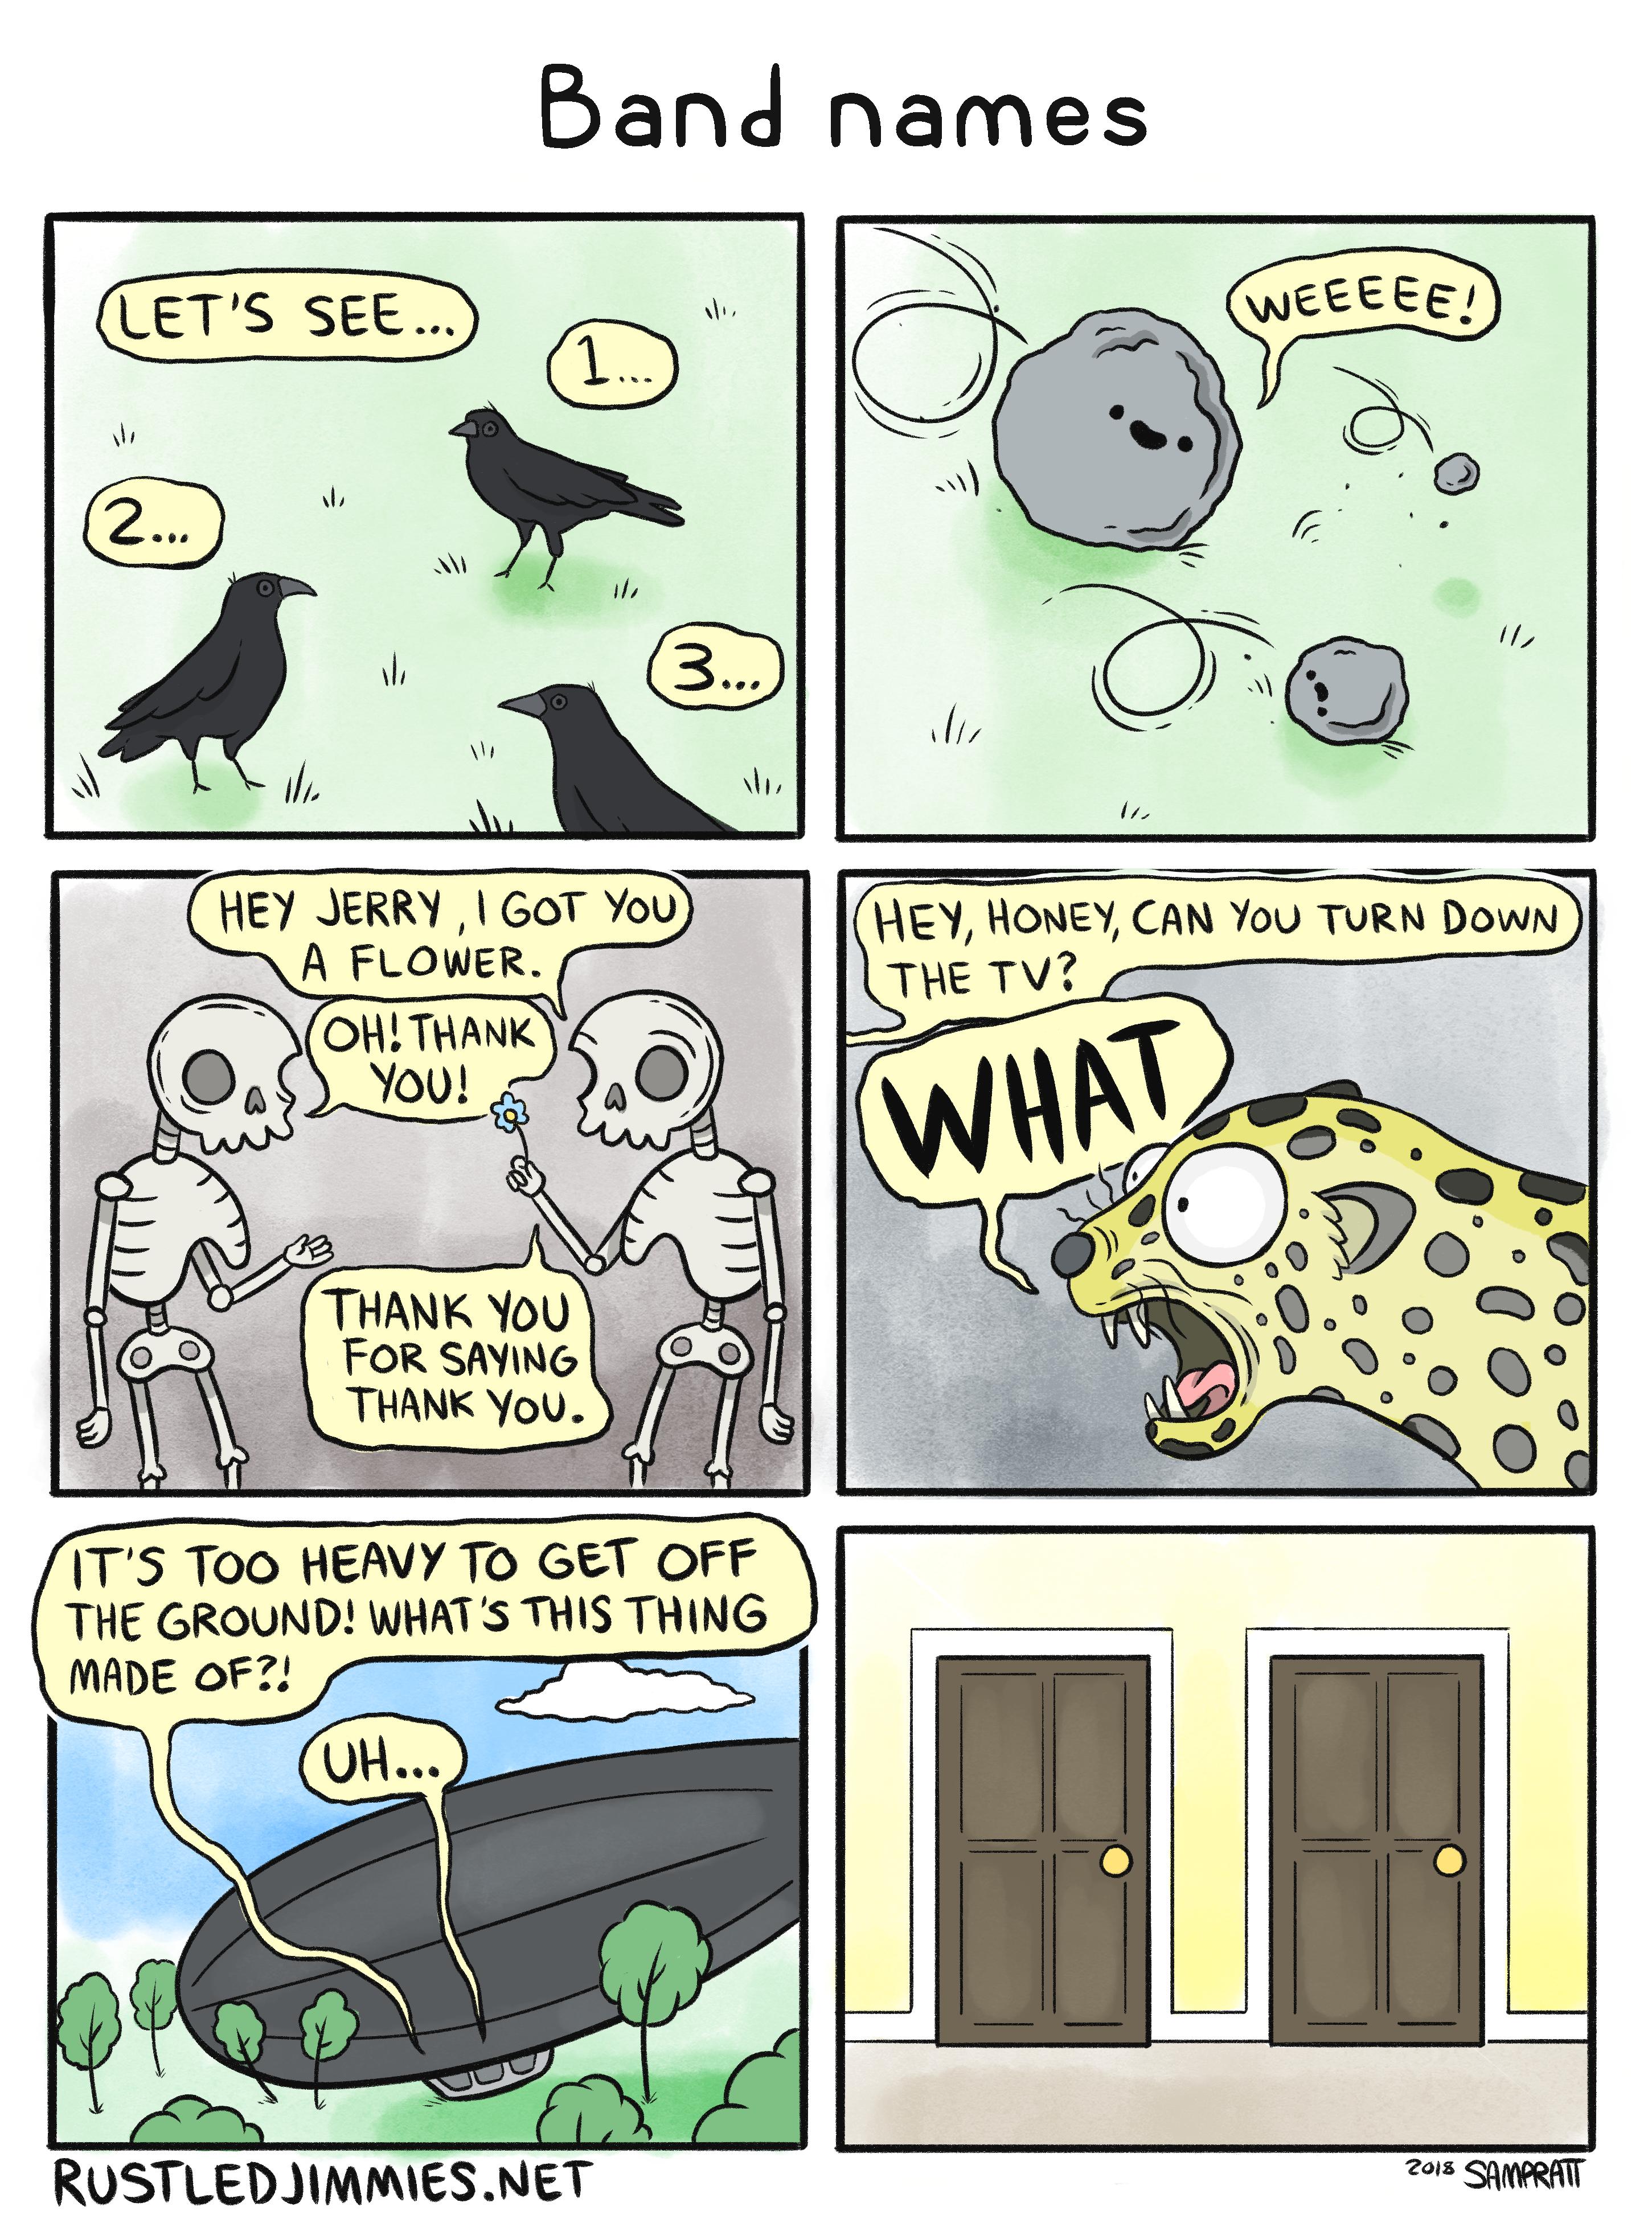 Band names
LET'S SEE...
1...
2...
3...
WEEEEE!
HEY JERRY, I GOT YOU
A FLOWER.
OH! THANK
YOU!
THANK YOU
FOR SAYING
THANK YOU.
HEY, HONEY, CAN YOU TURN DOWN
THE TV?
WHAT
IT'S TOO HEAVY TO GET OFF
THE GROUND! WHAT'S THIS THING
MADE OF?!
UH...
RUSTLEDJIMMIES.NET
2018 SAMPRATT